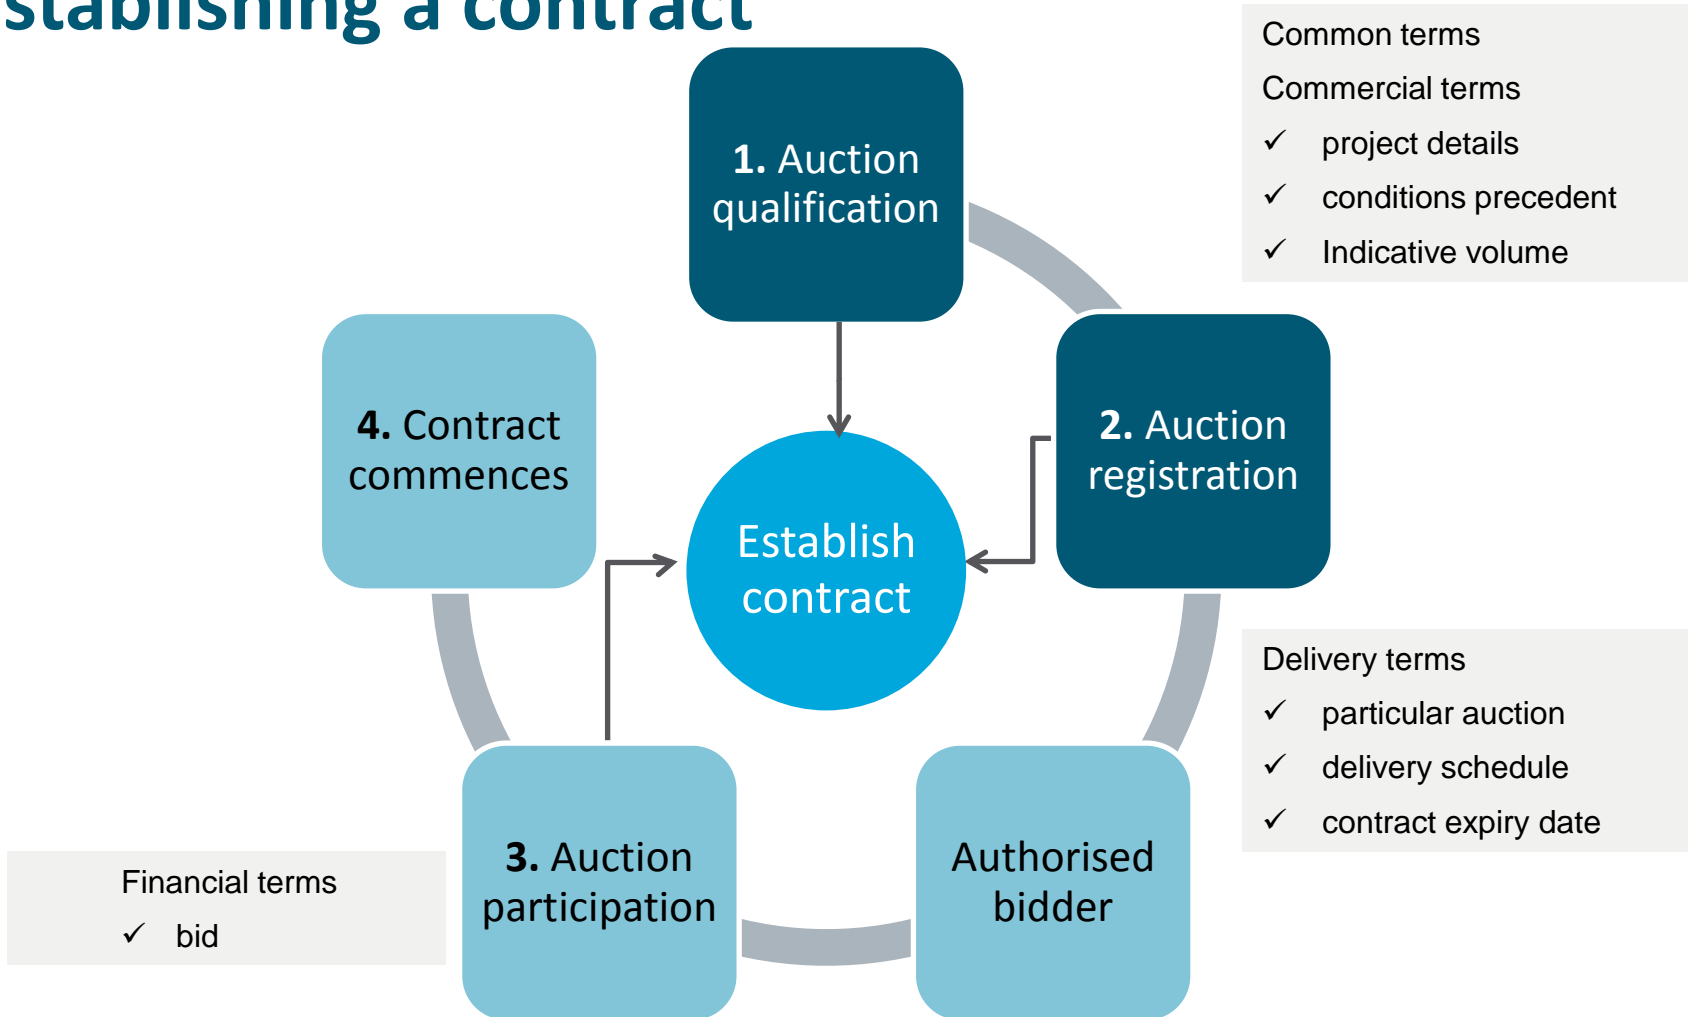 stablishing a contract
Common terms
Commercial terms
✓ project details
✓ conditions precedent
✓ Indicative volume
1. Auction
qualification
2. Auction
registration
4. Contract
commences
Establish
contract
Delivery terms
✓ particular auction
✓ delivery schedule
✓ contract expiry date
Authorised
bidder
3. Auction
participation
Financial terms
✓ bid